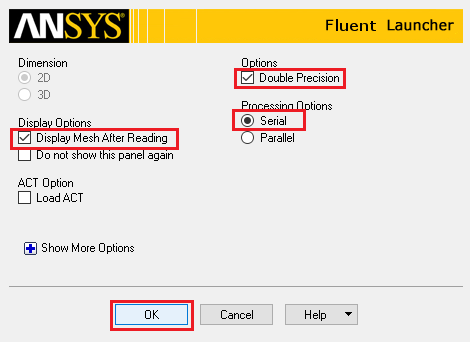 ANSYS
Fluent Launcher
Dimension
2D
3D
Display Options
Display Mesh After Reading
Do not show this panel again
ACT Option
Load ACT
Show More Options
Options
Double Precision
Processing Options
Serial
Parallel
OK
Cancel
Help